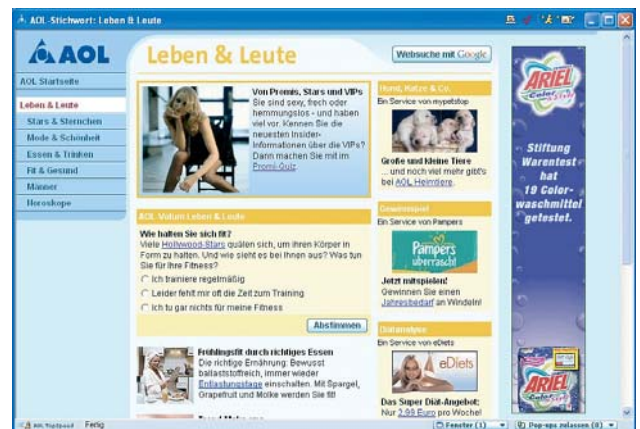 AOL-Stichwort: Leben & Leute
AOL
Leben & Leute
Websuche mit Google
AOL Startseite
Leben & Leute
Stars & Sternchen
Mode & Schönheit
Essen & Trinken
Fit & Gesund
Männer
Horoskope
Von Promis, Stars und VIPs
Sie sind sexy, frech oder
hemmungslos - und haben
viel vor. Kennen Sie die
neuesten Insider-
Informationen über die VIPs?
Dann machen Sie mit im
Promi-Quiz.
AOL Votum Leben & Leute
Wie halten Sie sich fit?
Viele Hollywood-Stars quälen sich, um ihren Körper in
Form zu halten. Und wie sieht es bei Ihnen aus? Was tun
Sie für Ihre Fitness?
Ich trainiere regelmäßig
Leider fehlt mir oft die Zeit zum Training
Ich tu gar nichts für meine Fitness
Abstimmen
Frühlingsfit durch richtiges Essen
Die richtige Ernährung: Bewusst
ballaststoffreich, immer wieder
Entlastungstage einschalten. Mit Spargel,
Grapefruit und Molke werden Sie fit!
Hund, Katze & Co.
Ein Service von mypetstop
Große und kleine Tiere
... und noch viel mehr gibt's
bei AOL Heimtiere.
Gewinnspiel
Ein Service von Pampers
Pampers
überrascht!
Jetzt mitspielen!
Gewinnen Sie einen
Jahresbedarf an Windeln!
Diätanalyse
Ein Service von eDiets
eDiets
Das Super Diät-Angebot:
Nur 2,99 Euro pro Woche!
ARIEL
Color
Stiftung
Warentest
hat
19 Color-
waschmittel
getestet.
ARIEL
Color
AOL TopSpeed Fertig
Fenster (1)
Pop-ups zulassen (0)